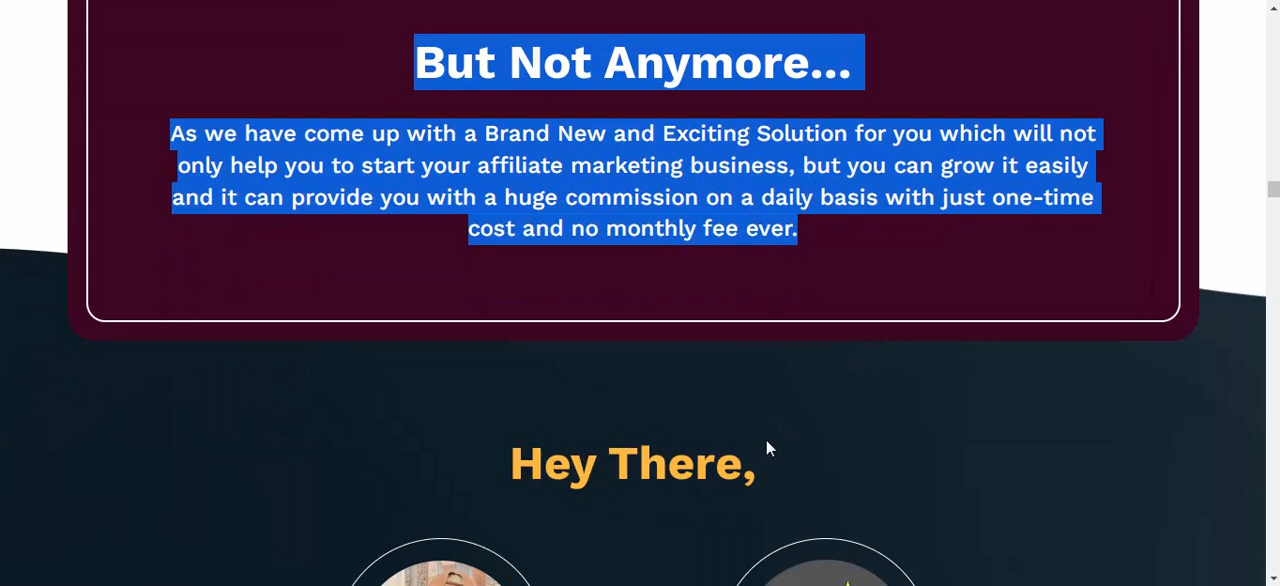 But Not Anymore...
As we have come up with a Brand New and Exciting Solution for you which will not
only help you to start your affiliate marketing business, but you can grow it easily
and it can provide you with a huge commission on a daily basis with just one-time
cost and no monthly fee ever.
Hey There,